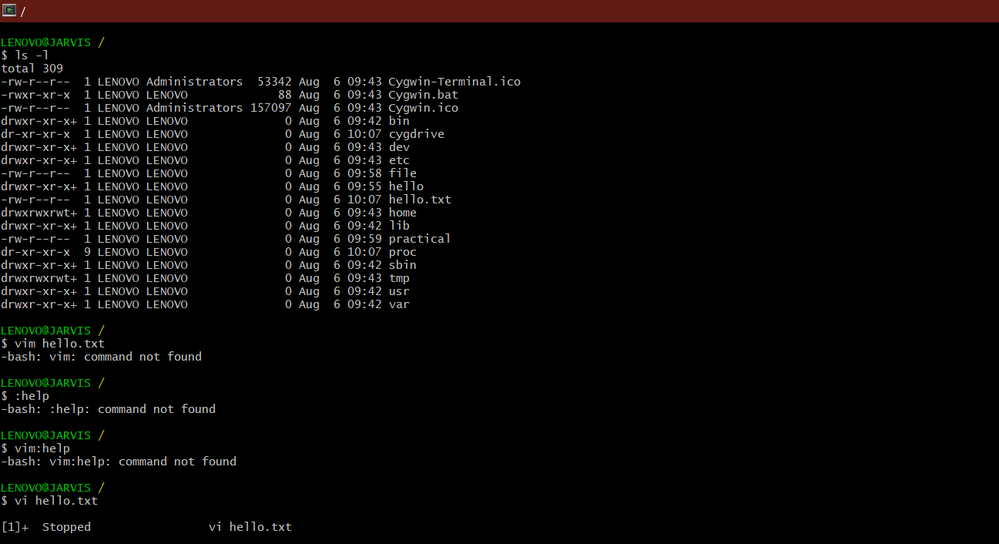 /
LENOVO@JARVIS /
$ ls -l
total 309
-rw-r--r--  1 LENOVO Administrators  53342 Aug  6 09:43 Cygwin-Terminal.ico
-rwxr-xr-x  1 LENOVO LENOVO             88 Aug  6 09:43 Cygwin.bat
-rw-r--r--  1 LENOVO Administrators 157097 Aug  6 09:43 Cygwin.ico
drwxr-xr-x+ 1 LENOVO LENOVO              0 Aug  6 09:42 bin
dr-xr-xr-x  1 LENOVO LENOVO              0 Aug  6 10:07 cygdrive
drwxr-xr-x+ 1 LENOVO LENOVO              0 Aug  6 09:43 dev
drwxr-xr-x+ 1 LENOVO LENOVO              0 Aug  6 09:43 etc
-rw-r--r--  1 LENOVO LENOVO              0 Aug  6 09:58 file
drwxr-xr-x+ 1 LENOVO LENOVO              0 Aug  6 09:55 hello
-rw-r--r--  1 LENOVO LENOVO              0 Aug  6 10:07 hello.txt
drwxrwxrwt+ 1 LENOVO LENOVO              0 Aug  6 09:43 home
drwxr-xr-x+ 1 LENOVO LENOVO              0 Aug  6 09:42 lib
-rw-r--r--  1 LENOVO LENOVO              0 Aug  6 09:59 practical
dr-xr-xr-x  9 LENOVO LENOVO              0 Aug  6 10:07 proc
drwxr-xr-x+ 1 LENOVO LENOVO              0 Aug  6 09:42 sbin
drwxrwxrwt+ 1 LENOVO LENOVO              0 Aug  6 09:43 tmp
drwxr-xr-x+ 1 LENOVO LENOVO              0 Aug  6 09:42 usr
drwxr-xr-x+ 1 LENOVO LENOVO              0 Aug  6 09:42 var
LENOVO@JARVIS /
$ vim hello.txt
-bash: vim: command not found
LENOVO@JARVIS /
$ :help
-bash: :help: command not found
LENOVO@JARVIS /
$ vim:help
-bash: vim:help: command not found
LENOVO@JARVIS /
$ vi hello.txt
[1]+  Stopped                 vi hello.txt